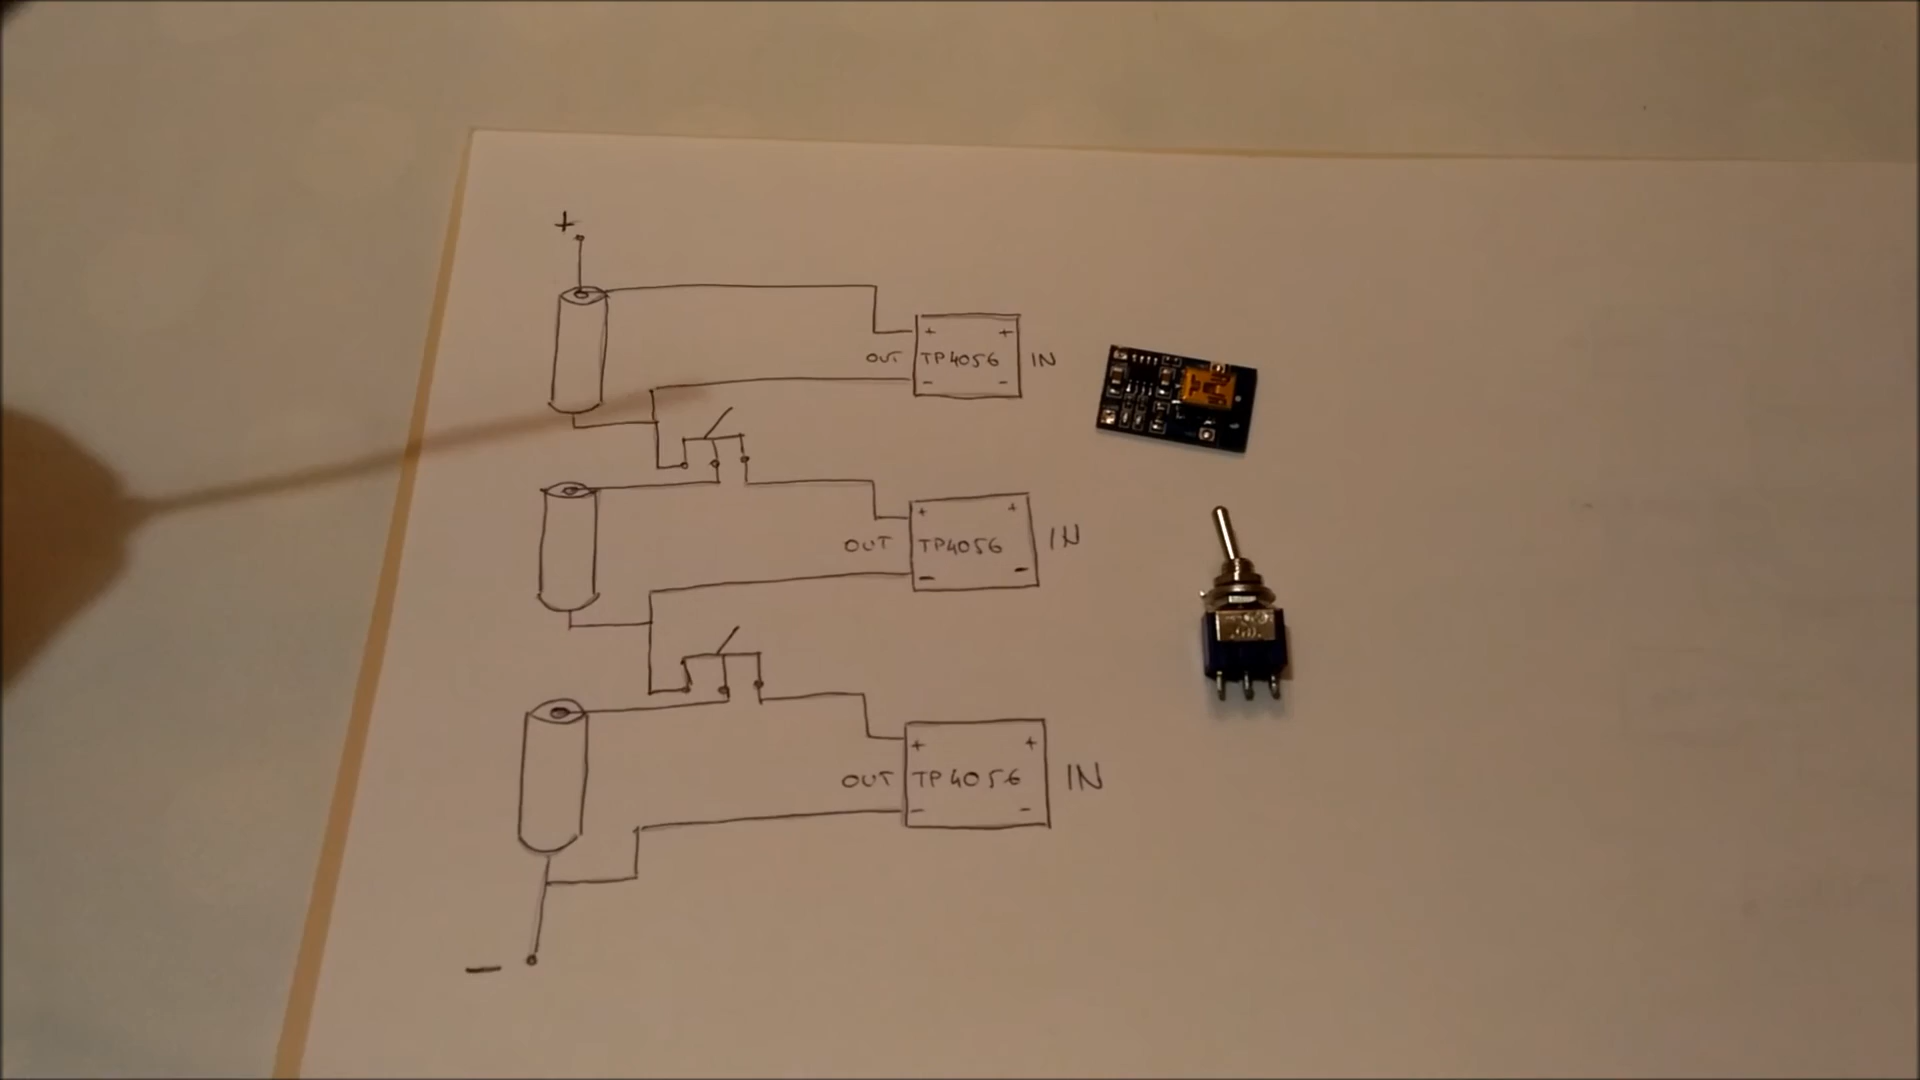 +
+ +
OUT TP4056 IN
- -
+ +
OUT TP4056 IN
- -
+ +
OUT TP4056 IN
- -
-